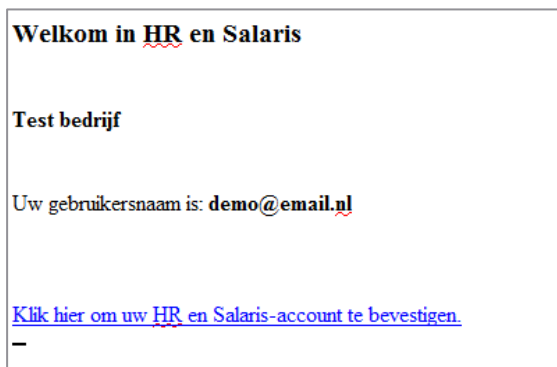 Welkom in HR en Salaris
Test bedrijf
Uw gebruikersnaam is: demo@email.nl
Klik hier om uw HR en Salaris-account te bevestigen.